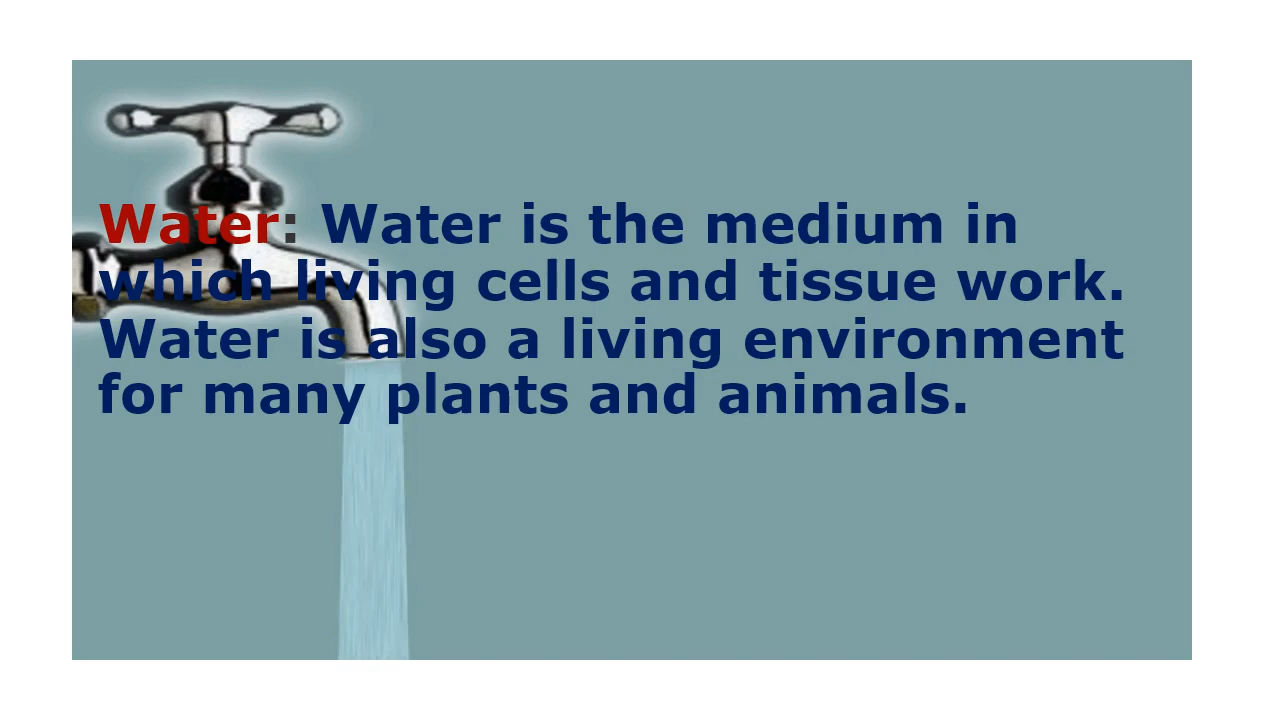 Water: Water is the medium in
which living cells and tissue work.
Water is also a living environment
for many plants and animals.